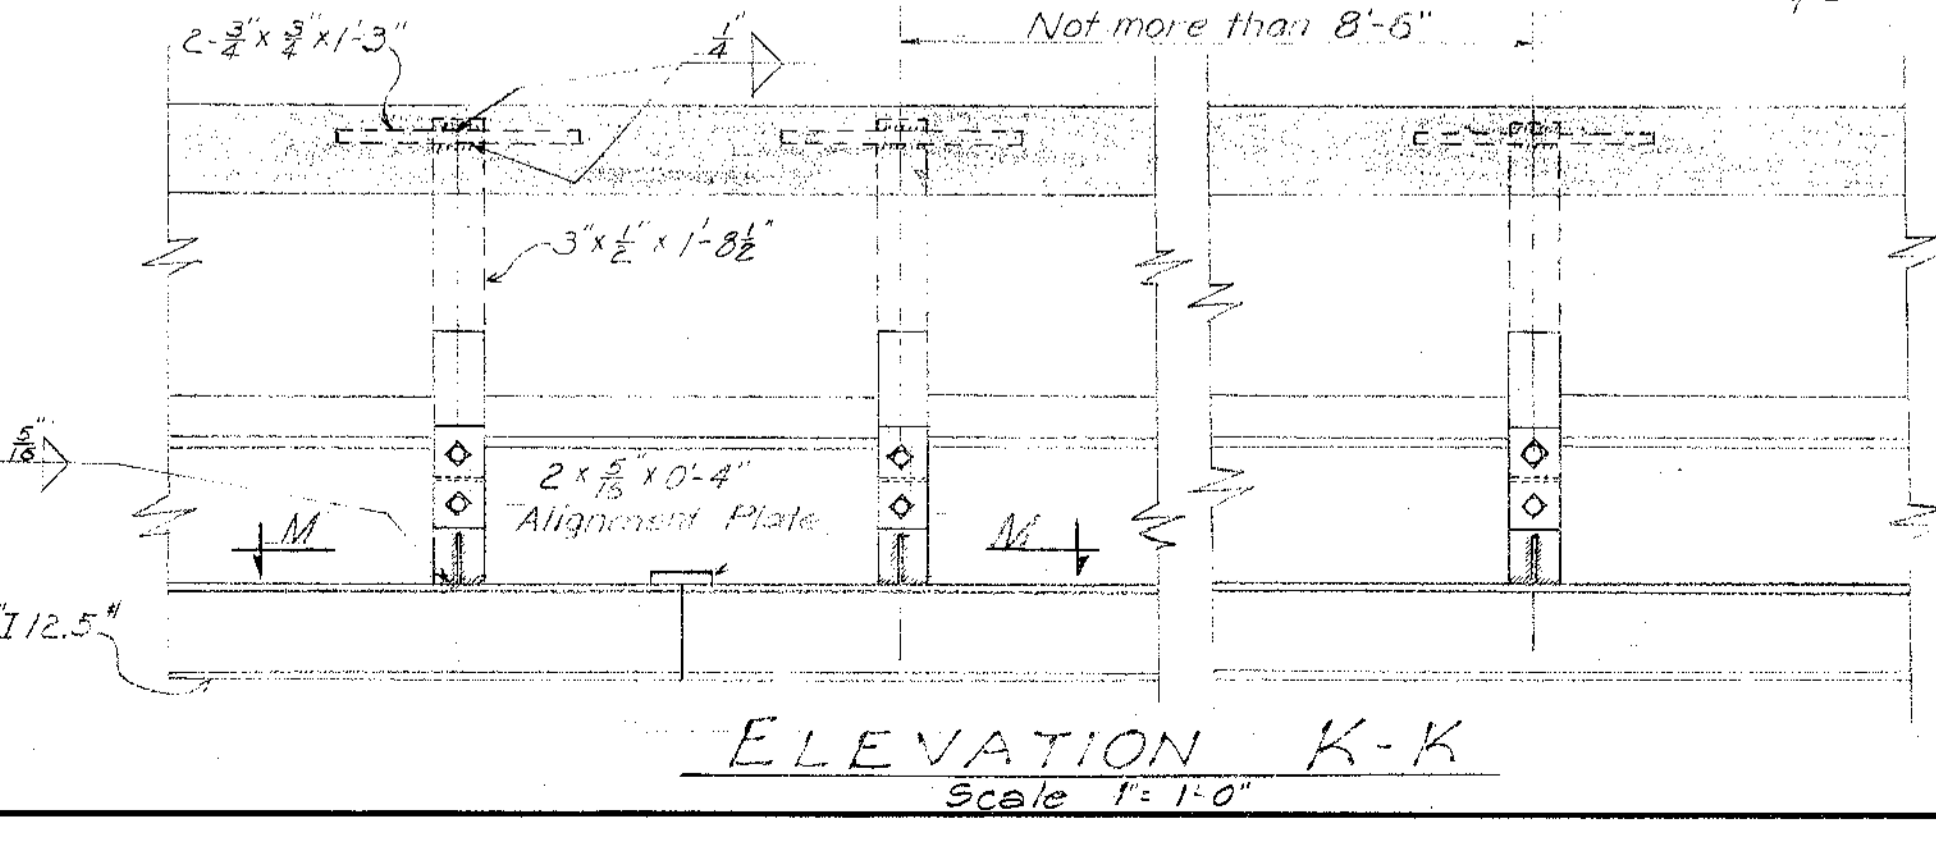 2-3/4"x 3/4"x 1'-3"
1/4"
Not more than 8'-6"
3"x 1/2" x 1'-8 1/2"
5/16"
2 x 5/16" x 0'-4"
Alignment Plate
M
M
I 12.5#
ELEVATION K-K
Scale 1"= 1'-0"